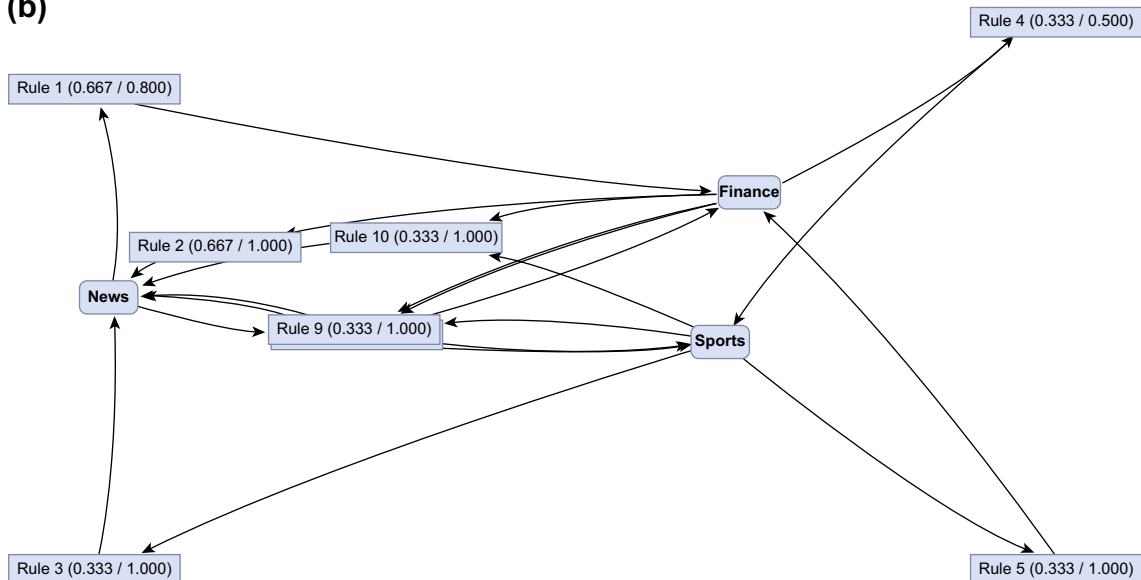 (b)
Rule 4 (0.333 / 0.500)
Rule 1 (0.667 / 0.800)
Finance
Rule 10 (0.333 / 1.000)
Rule 2 (0.667 / 1.000)
News
Rule 9 (0.333 / 1.000)
Sports
Rule 3 (0.333 / 1.000)
Rule 5 (0.333 / 1.000)